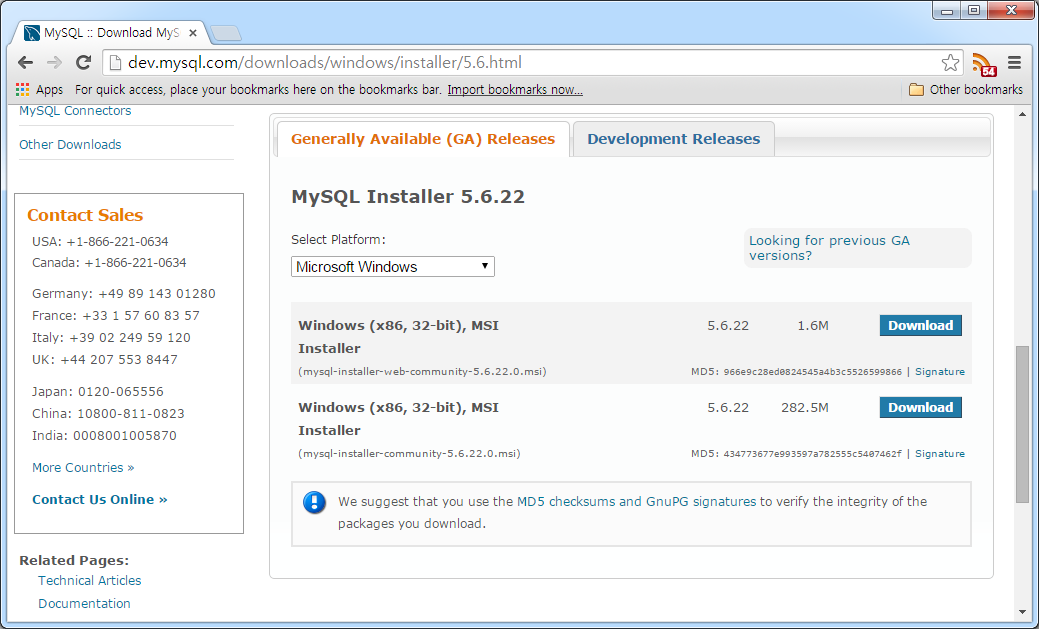 MySQL :: Download MyS
dev.mysql.com/downloads/windows/installer/5.6.html
54
Apps For quick access, place your bookmarks here on the bookmarks bar. Import bookmarks now... Other bookmarks
MySQL Connectors
Other Downloads
Contact Sales
USA: +1-866-221-0634
Canada: +1-866-221-0634
Germany: +49 89 143 01280
France: +33 1 57 60 83 57
Italy: +39 02 249 59 120
UK: +44 207 553 8447
Japan: 0120-065556
China: 10800-811-0823
India: 0008001005870
More Countries »
Contact Us Online »
Related Pages:
Technical Articles
Documentation
Generally Available (GA) Releases Development Releases
MySQL Installer 5.6.22
Select Platform:
Microsoft Windows
Looking for previous GA
versions?
Windows (x86, 32-bit), MSI 5.6.22 1.6M Download
Installer
(mysql-installer-web-community-5.6.22.0.msi) MD5: 966e9c28ed0824545a4b3c5526599866 | Signature
Windows (x86, 32-bit), MSI 5.6.22 282.5M Download
Installer
(mysql-installer-community-5.6.22.0.msi) MD5: 434773677e993597a782555c5407462f | Signature
We suggest that you use the MD5 checksums and GnuPG signatures to verify the integrity of the
packages you download.